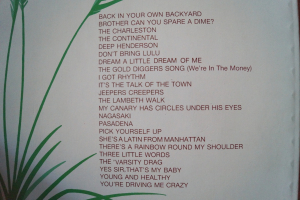 BACK IN YOUR OWN BACKYARD
BROTHER CAN YOU SPARE A DIME?
THE CHARLESTON
THE CONTINENTAL
DEEP HENDERSON
DON'T BRING LULU
DREAM A LITTLE DREAM OF ME
THE GOLD DIGGERS SONG (We're In The Money)
I GOT RHYTHM
IT'S THE TALK OF THE TOWN
JEEPERS CREEPERS
THE LAMBETH WALK
MY CANARY HAS CIRCLES UNDER HIS EYES
NAGASAKI
PASADENA
PICK YOURSELF UP
SHE'S A LATIN FROM MANHATTAN
THERE'S A RAINBOW ROUND MY SHOULDER
THREE LITTLE WORDS
THE 'VARSITY DRAG
YES SIR, THAT'S MY BABY
YOUNG AND HEALTHY
YOU'RE DRIVING ME CRAZY